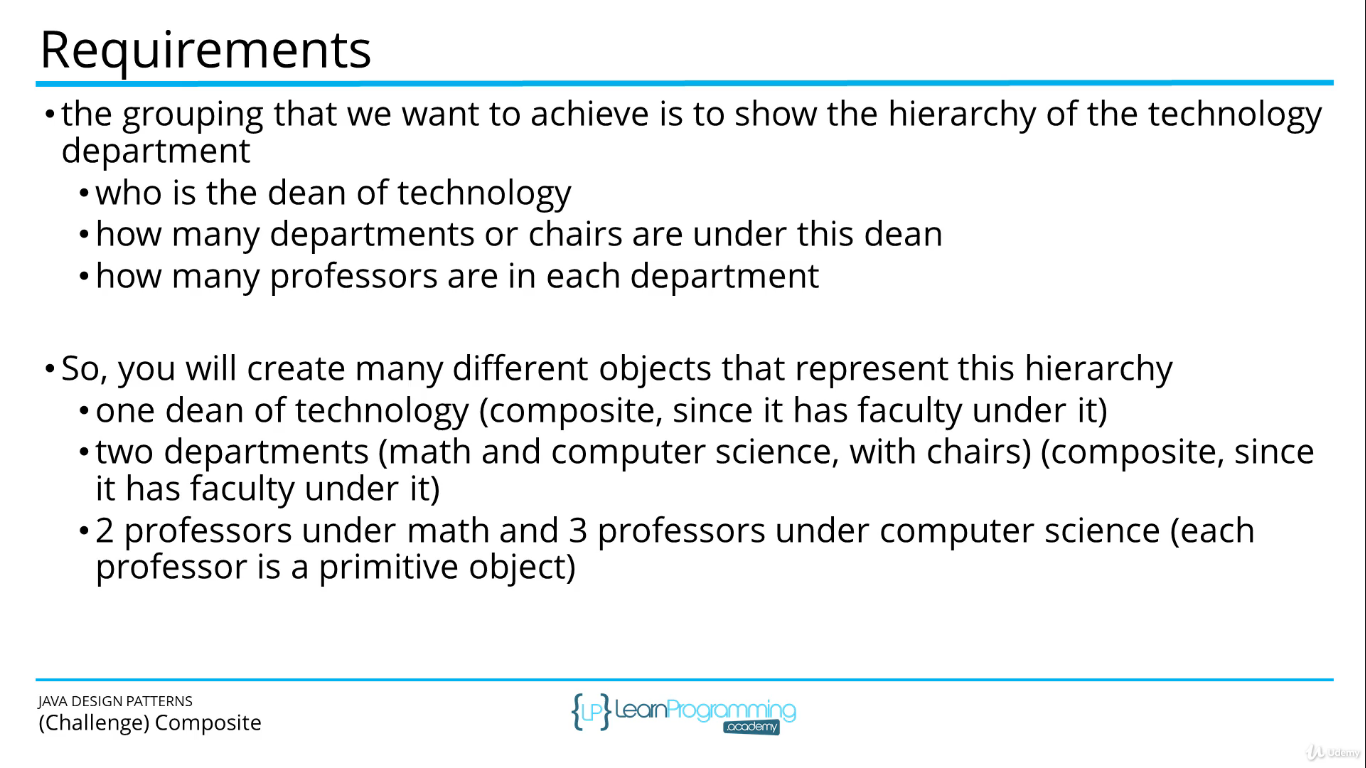 Requirements
• the grouping that we want to achieve is to show the hierarchy of the technology
department
• who is the dean of technology
• how many departments or chairs are under this dean
• how many professors are in each department
• So, you will create many different objects that represent this hierarchy
• one dean of technology (composite, since it has faculty under it)
• two departments (math and computer science, with chairs) (composite, since
it has faculty under it)
• 2 professors under math and 3 professors under computer science (each
professor is a primitive object)
JAVA DESIGN PATTERNS
(Challenge) Composite
{LP} LearnProgramming
.academy
Udemy